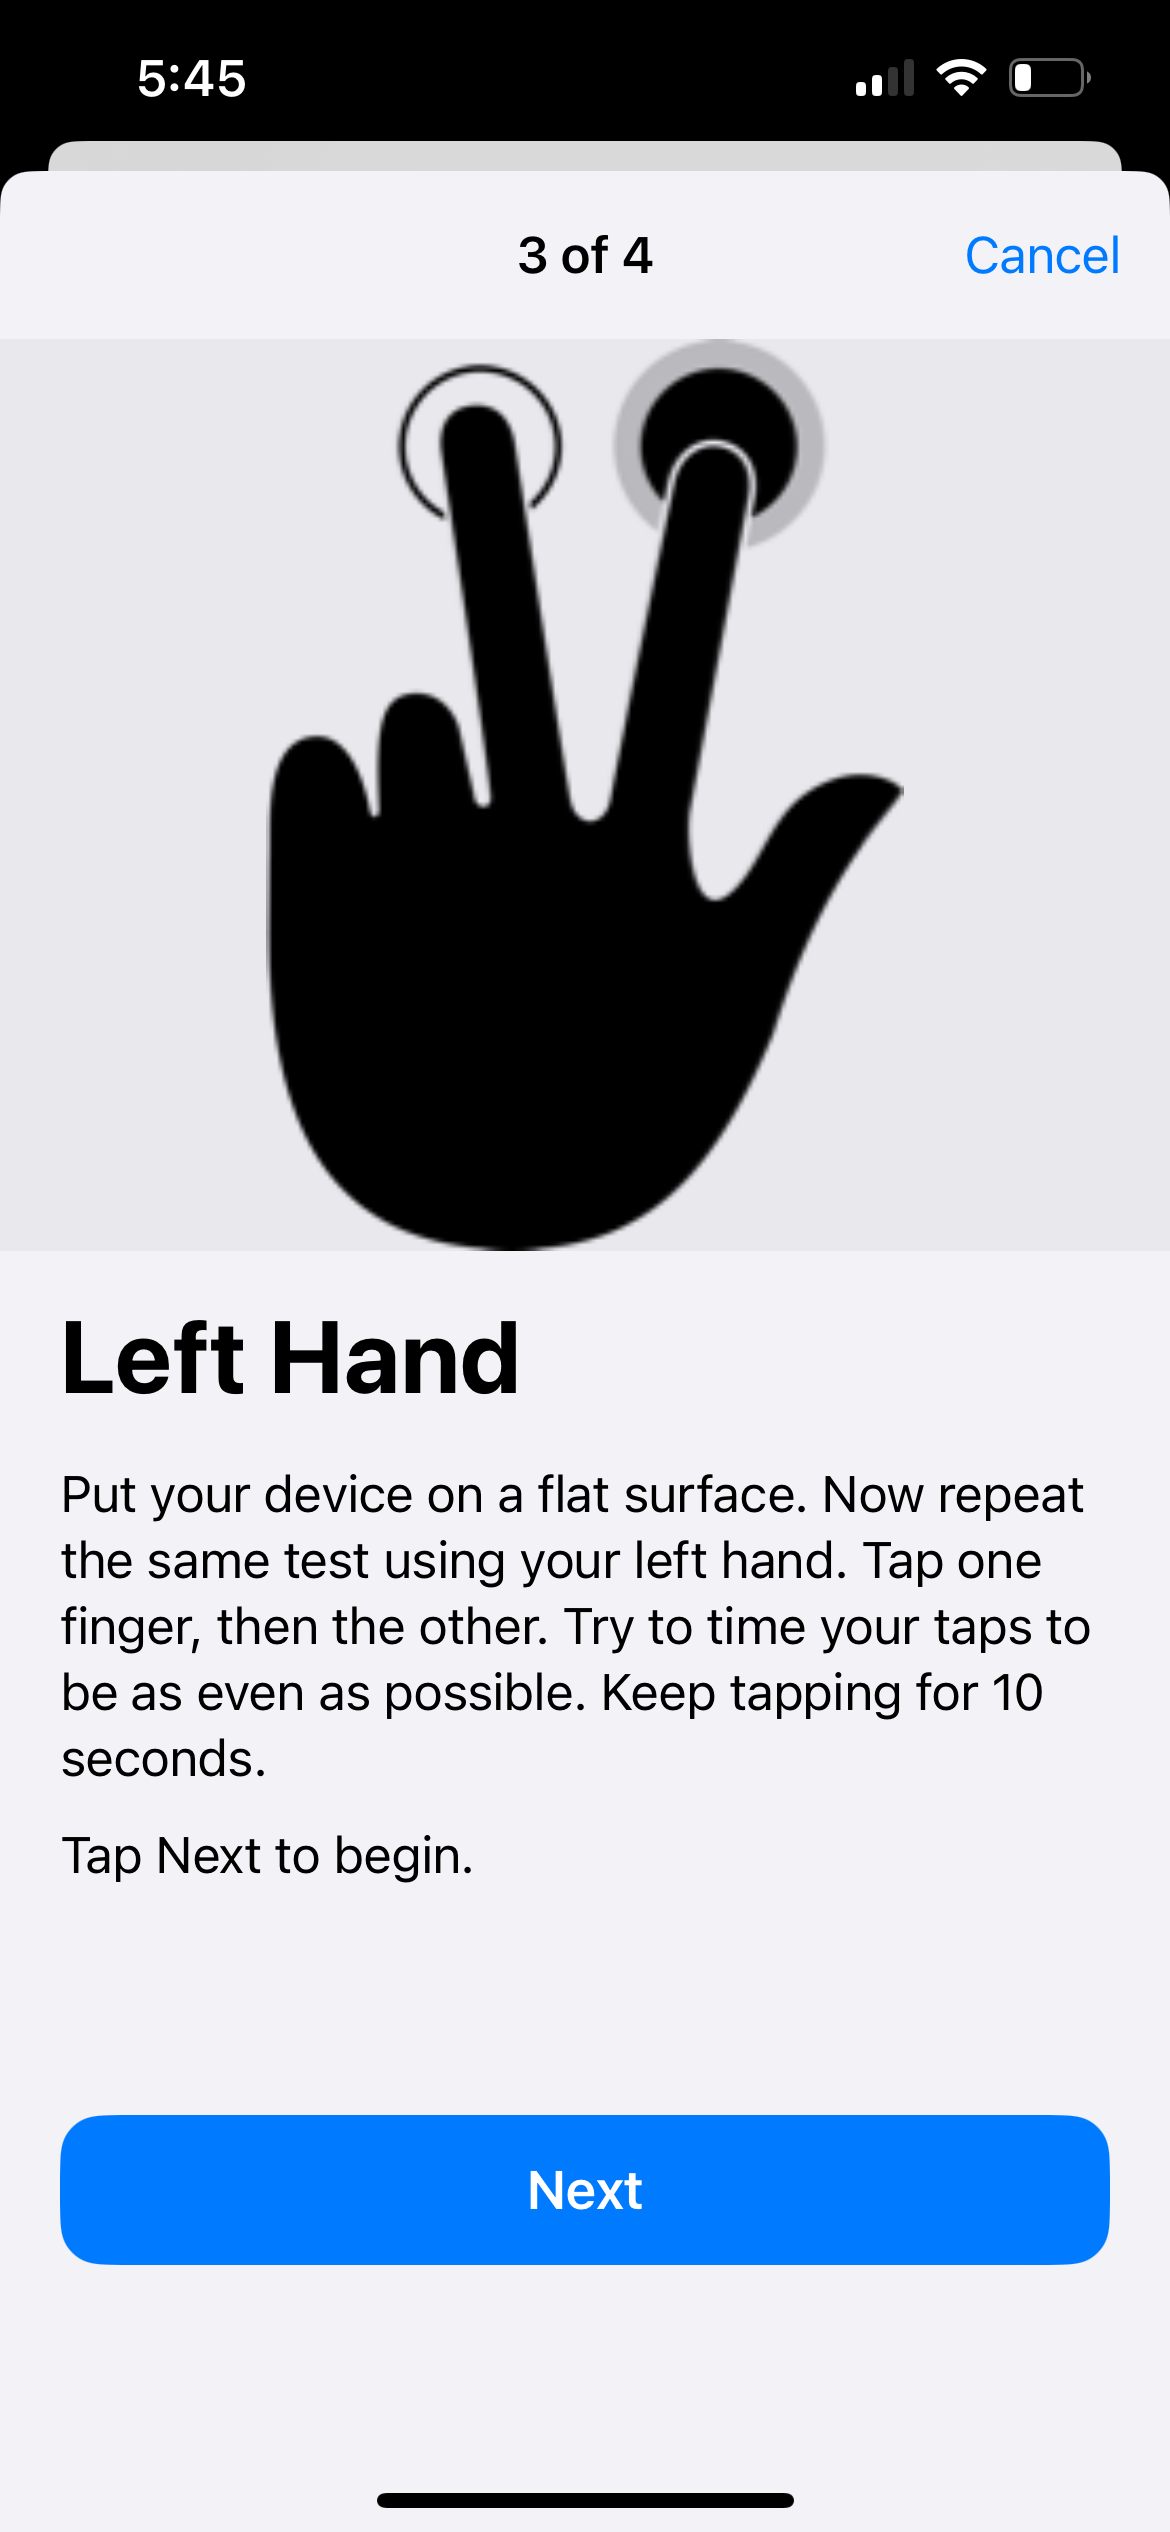 5:45
3 of 4
Cancel
Left Hand
Put your device on a flat surface. Now repeat
the same test using your left hand. Tap one
finger, then the other. Try to time your taps to
be as even as possible. Keep tapping for 10
seconds.
Tap Next to begin.
Next